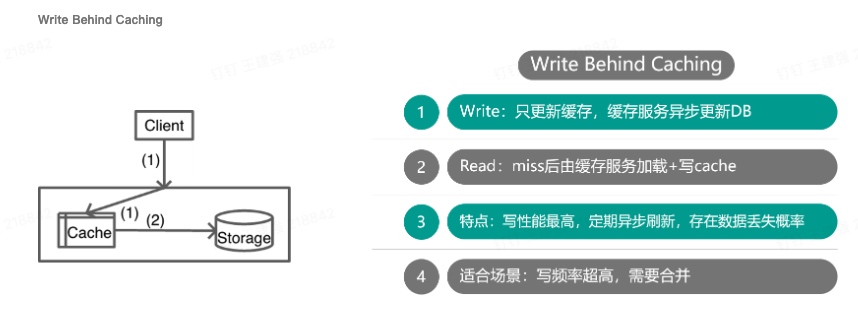 Write Behind Caching
Client
(1)
(1)
(2)
Cache
Storage
Write Behind Caching
1
Write：只更新缓存，缓存服务异步更新DB
2
Read：miss后由缓存服务加载+写cache
3
特点：写性能最高，定期异步刷新，存在数据丢失概率
4
适合场景：写频率超高，需要合并